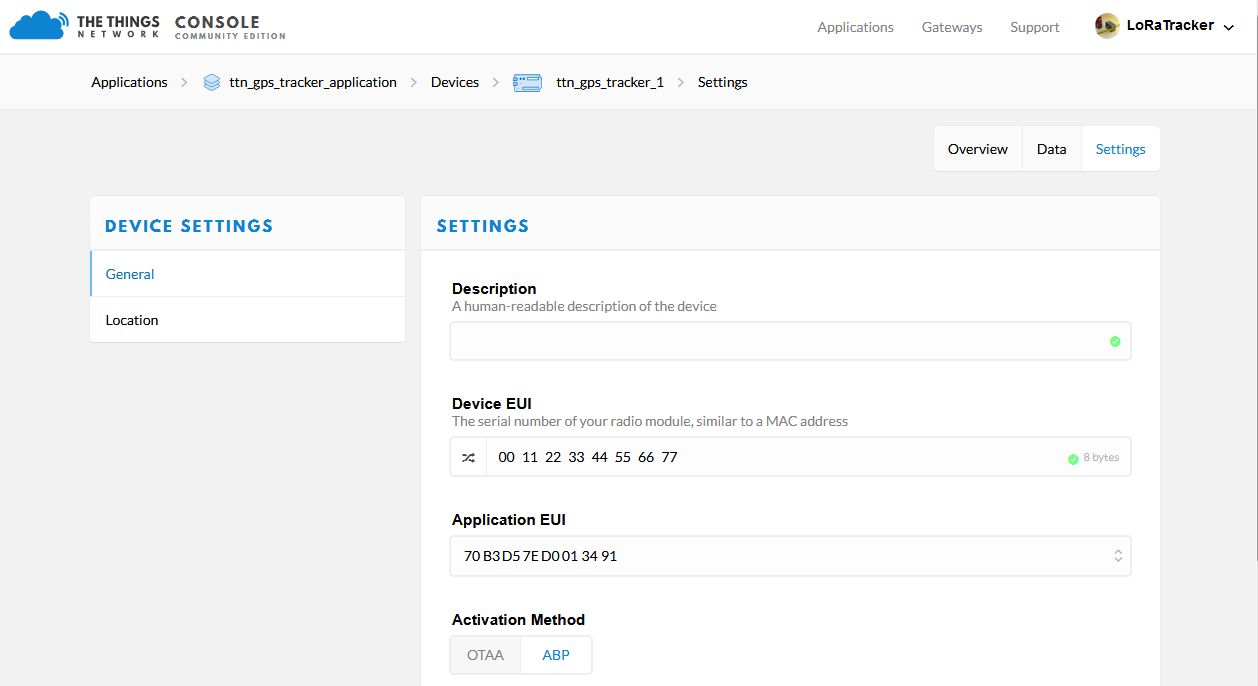 THE THINGS NETWORK CONSOLE COMMUNITY EDITION
Applications Gateways Support LoRaTracker
Applications ttn_gps_tracker_application Devices ttn_gps_tracker_1 Settings
Overview Data Settings
DEVICE SETTINGS
General
Location
SETTINGS
Description
A human-readable description of the device
Device EUI
The serial number of your radio module, similar to a MAC address
00 11 22 33 44 55 66 77 8 bytes
Application EUI
70 B3 D5 7E D0 01 34 91
Activation Method
OTAA ABP